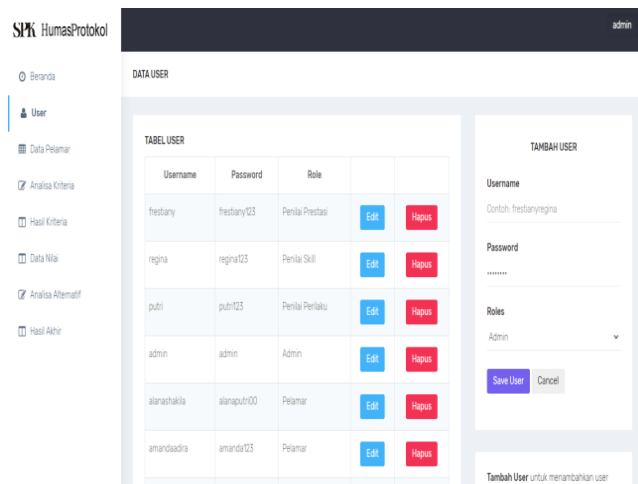 SPK HumasProtokol
admin
Beranda
User
Data Pelamar
Analisa Kriteria
Hasil Kriteria
Data Nilai
Analisa Alternatif
Hasil Akhir
DATA USER
TABEL USER
Username Password Role
frestiany frestiany123 Penilai Prestasi Edit Hapus
regina regina123 Penilai Skill Edit Hapus
putri putri123 Penilai Perilaku Edit Hapus
admin admin Admin Edit Hapus
alanashakila alanaputri00 Pelamar Edit Hapus
amandaadira amanda123 Pelamar Edit Hapus
TAMBAH USER
Username
Contoh: frestianyregina
Password
••••••••
Roles
Admin
Save User Cancel
Tambah User untuk menambahkan user